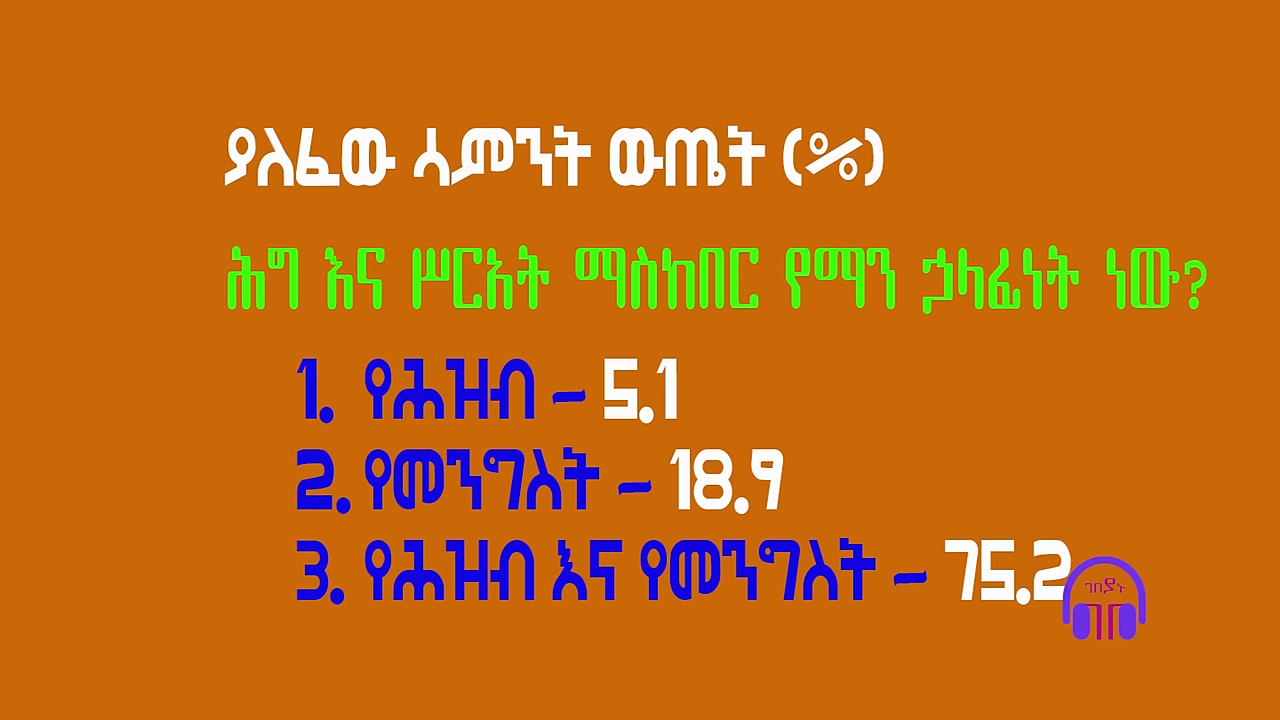 ያለፈው ሳምንት ውጤት (%)
ሕግ እና ሥርአት ማስከበር የማን ኃላፊነት ነው?
1. የሕዝብ – 5.1
2. የመንግስት – 18.9
3. የሕዝብ እና የመንግስት – 75.2